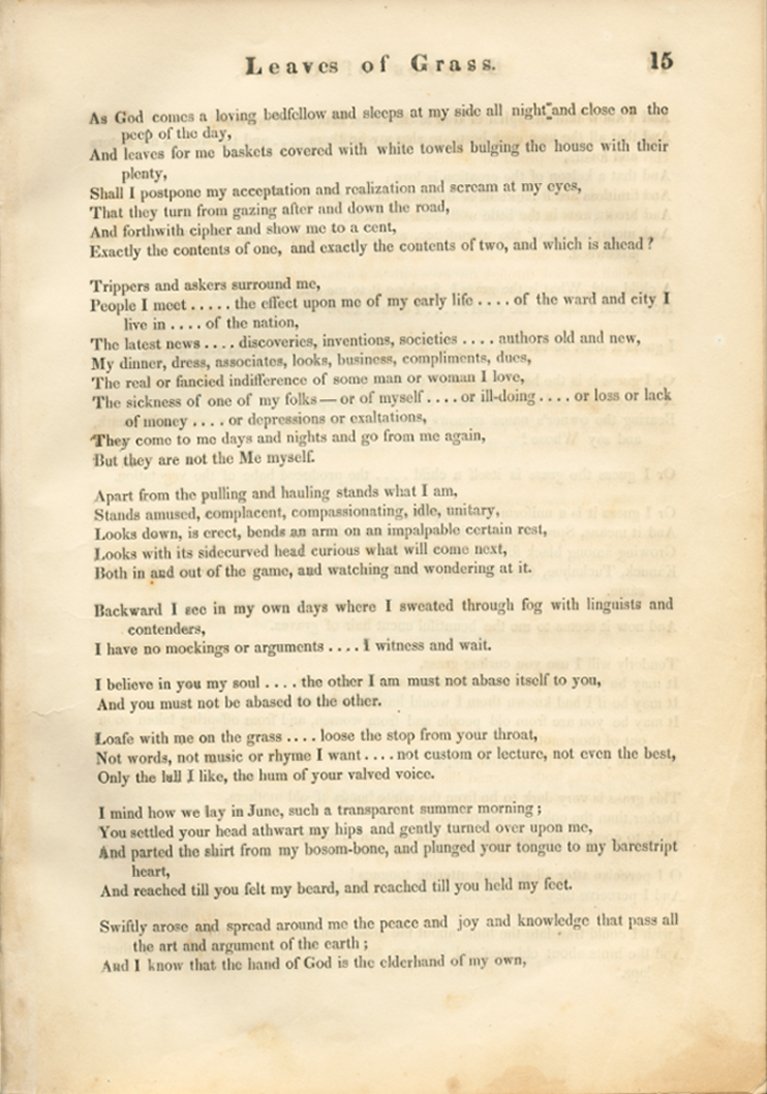 Leaves of Grass. 15
As God comes a loving bedfellow and sleeps at my side all night and close on the
peep of the day,
And leaves for me baskets covered with white towels bulging the house with their
plenty,
Shall I postpone my acceptation and realization and scream at my eyes,
That they turn from gazing after and down the road,
And forthwith cipher and show me to a cent,
Exactly the contents of one, and exactly the contents of two, and which is ahead ?
Trippers and askers surround me,
People I meet . . . . . the effect upon me of my early life . . . . of the ward and city I
live in . . . . of the nation,
The latest news . . . . discoveries, inventions, societies . . . . authors old and new,
My dinner, dress, associates, looks, business, compliments, dues,
The real or fancied indifference of some man or woman I love,
The sickness of one of my folks — or of myself . . . . or ill-doing . . . . or loss or lack
of money . . . . or depressions or exaltations,
They come to me days and nights and go from me again,
But they are not the Me myself.
Apart from the pulling and hauling stands what I am,
Stands amused, complacent, compassionating, idle, unitary,
Looks down, is erect, bends an arm on an impalpable certain rest,
Looks with its sidecurved head curious what will come next,
Both in and out of the game, and watching and wondering at it.
Backward I see in my own days where I sweated through fog with linguists and
contenders,
I have no mockings or arguments . . . . I witness and wait.
I believe in you my soul . . . . the other I am must not abase itself to you,
And you must not be abased to the other.
Loafe with me on the grass . . . . loose the stop from your throat,
Not words, not music or rhyme I want . . . . not custom or lecture, not even the best,
Only the lull I like, the hum of your valved voice.
I mind how we lay in June, such a transparent summer morning ;
You settled your head athwart my hips and gently turned over upon me,
And parted the shirt from my bosom-bone, and plunged your tongue to my barestript
heart,
And reached till you felt my beard, and reached till you held my feet.
Swiftly arose and spread around me the peace and joy and knowledge that pass all
the art and argument of the earth ;
And I know that the hand of God is the elderhand of my own,